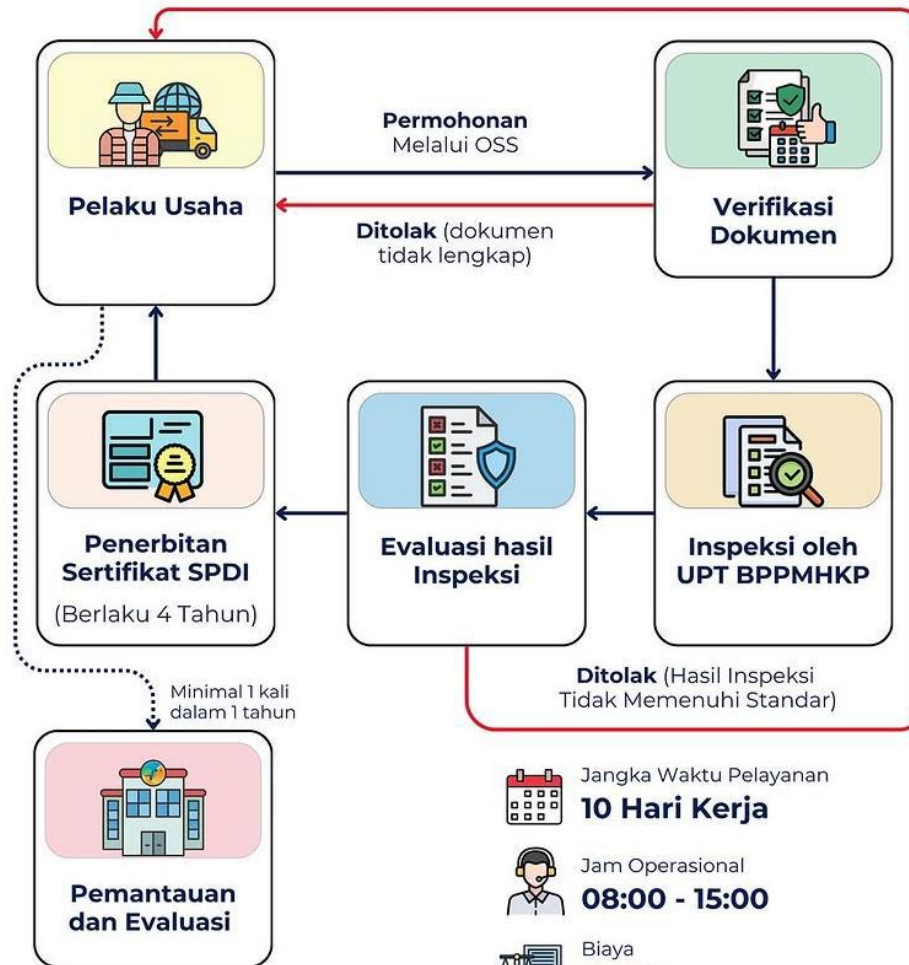 Pelaku Usaha
Permohonan
Melalui OSS
Ditolak (dokumen
tidak lengkap)
Verifikasi
Dokumen
Penerbitan
Sertifikat SPDI
(Berlaku 4 Tahun)
Evaluasi hasil
Inspeksi
Inspeksi oleh
UPT BPPMHKP
Ditolak (Hasil Inspeksi
Tidak Memenuhi Standar)
Minimal 1 kali
dalam 1 tahun
Pemantauan
dan Evaluasi
Jangka Waktu Pelayanan
10 Hari Kerja
Jam Operasional
08:00 - 15:00
Biaya